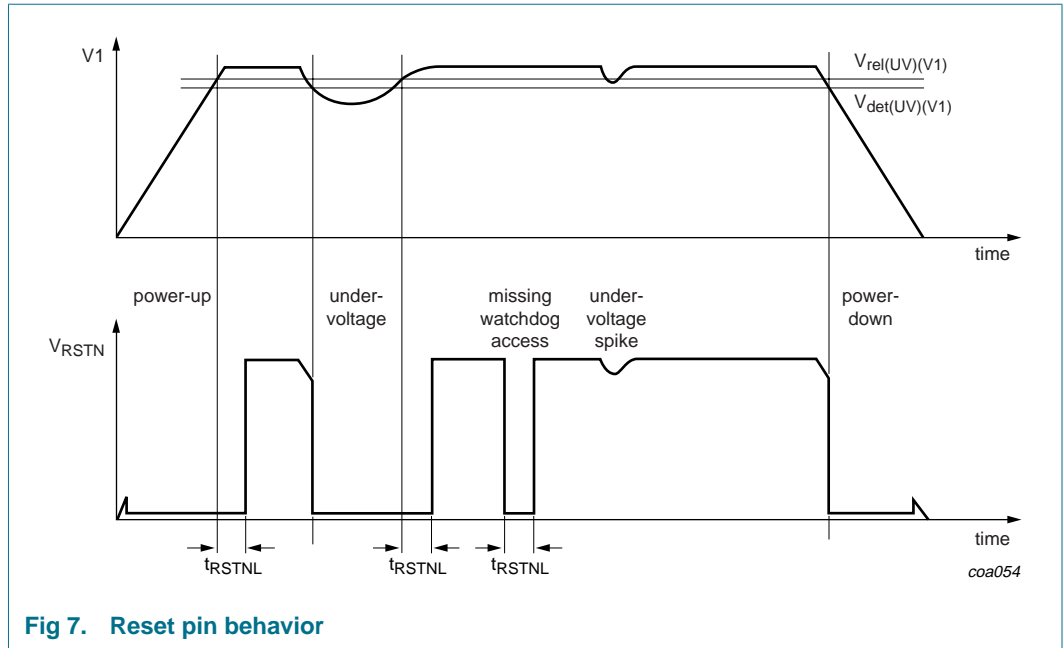 V1
Vrel(UV)(V1)
Vdet(UV)(V1)
time
power-up
under-
voltage
missing
watchdog
access
under-
voltage
spike
power-
down
VRSTN
time
tRSTNL
tRSTNL
tRSTNL
coa054
Fig 7. Reset pin behavior